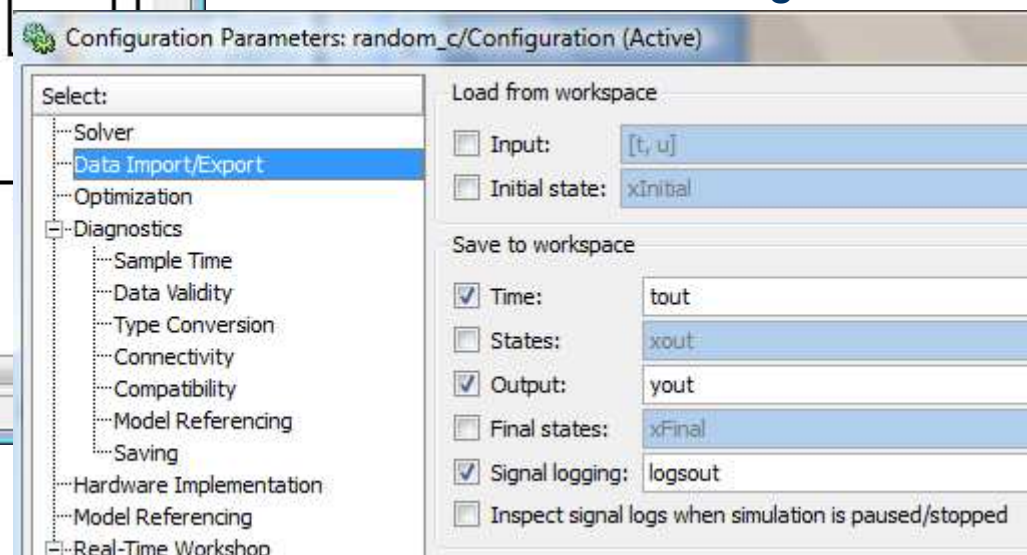 Configuration Parameters: random_c/Configuration (Active)
Select:
Solver
Data Import/Export
Optimization
Diagnostics
Sample Time
Data Validity
Type Conversion
Connectivity
Compatibility
Model Referencing
Saving
Hardware Implementation
Model Referencing
Real-Time Workshop
Load from workspace
Input: [t, u]
Initial state: xInitial
Save to workspace
Time: tout
States: xout
Output: yout
Final states: xFinal
Signal logging: logsout
Inspect signal logs when simulation is paused/stopped